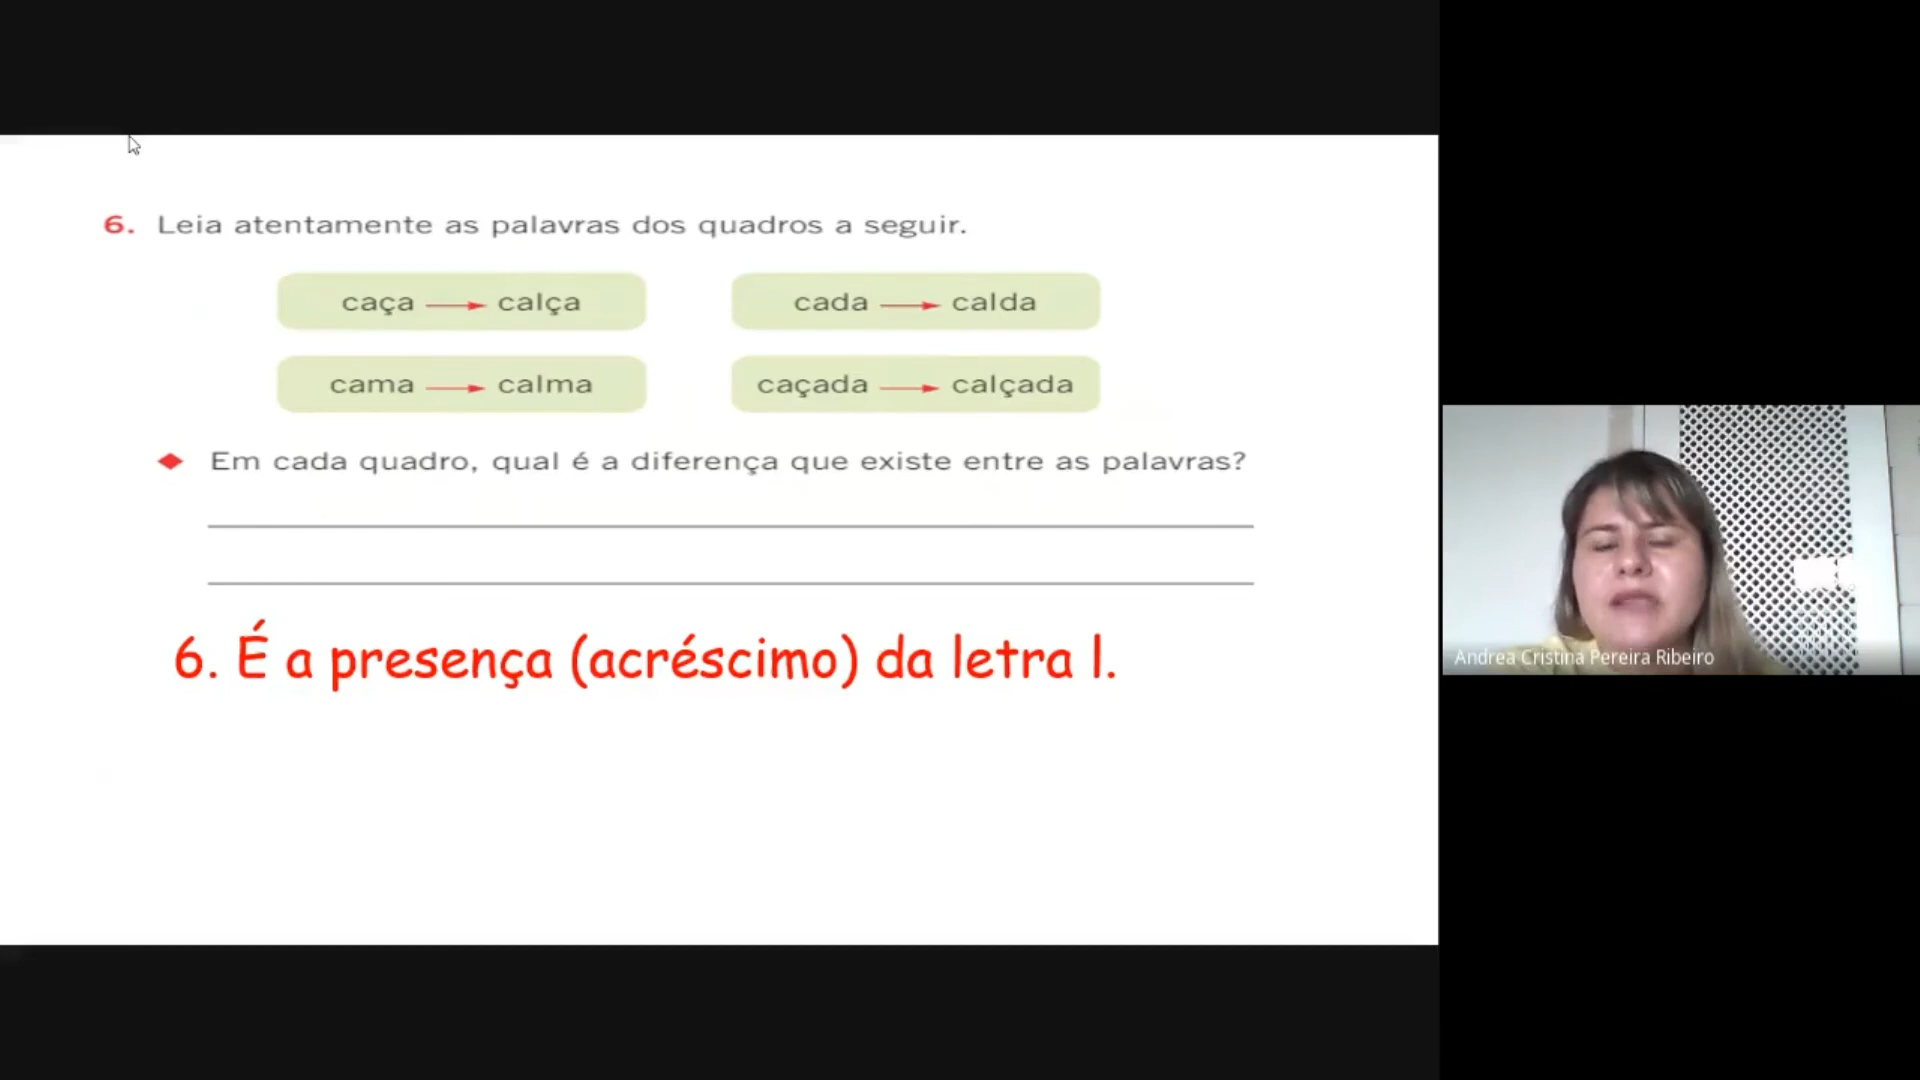 6. Leia atentamente as palavras dos quadros a seguir.
caça → calça
cada → calda
cama → calma
caçada → calçada
Em cada quadro, qual é a diferença que existe entre as palavras?
6. É a presença (acréscimo) da letra l.
Andrea Cristina Pereira Ribeiro